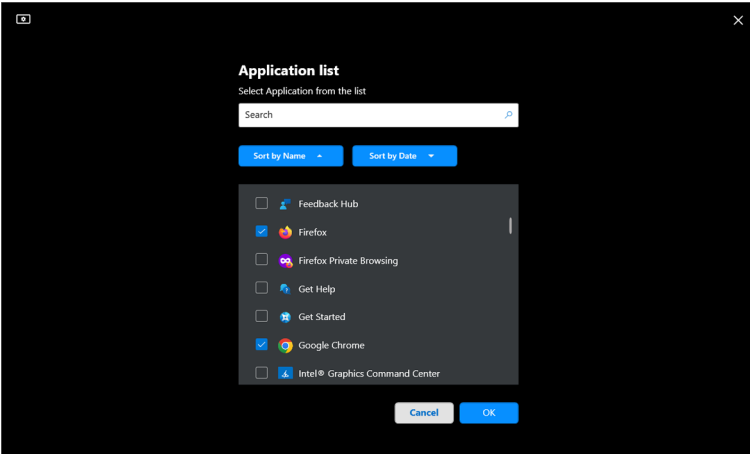 Application list
Select Application from the list
Search
Sort by Name
Sort by Date
Feedback Hub
Firefox
Firefox Private Browsing
Get Help
Get Started
Google Chrome
Intel® Graphics Command Center
Cancel
OK